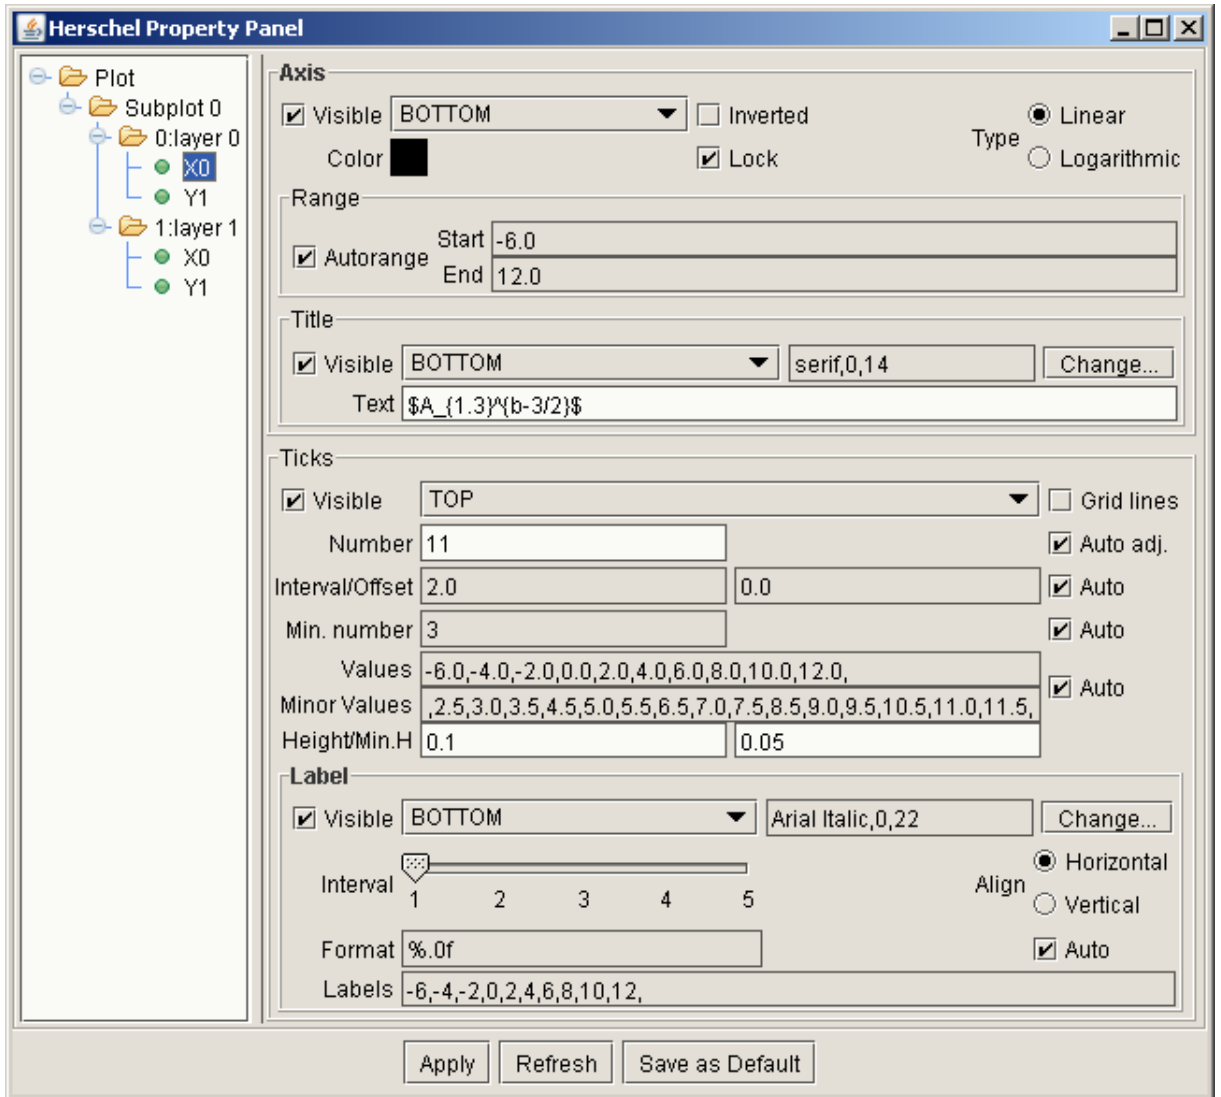 Herschel Property Panel
Plot
Subplot 0
0:layer 0
X0
Y1
1:layer 1
X0
Y1
Axis
Visible BOTTOM Inverted Type Linear
Color Lock Logarithmic
Range
Autorange Start -6.0
End 12.0
Title
Visible BOTTOM serif,0,14 Change...
Text $A_{1.3}^{b-3/2}$
Ticks
Visible TOP Grid lines
Number 11 Auto adj.
Interval/Offset 2.0 0.0 Auto
Min. number 3 Auto
Values -6.0,-4.0,-2.0,0.0,2.0,4.0,6.0,8.0,10.0,12.0,
Auto
Minor Values ,2.5,3.0,3.5,4.5,5.0,5.5,6.5,7.0,7.5,8.5,9.0,9.5,10.5,11.0,11.5,
Height/Min.H 0.1 0.05
Label
Visible BOTTOM Arial Italic,0,22 Change...
Interval 1 2 3 4 5 Align Horizontal
Vertical
Format %.0f Auto
Labels -6,-4,-2,0,2,4,6,8,10,12,
Apply Refresh Save as Default